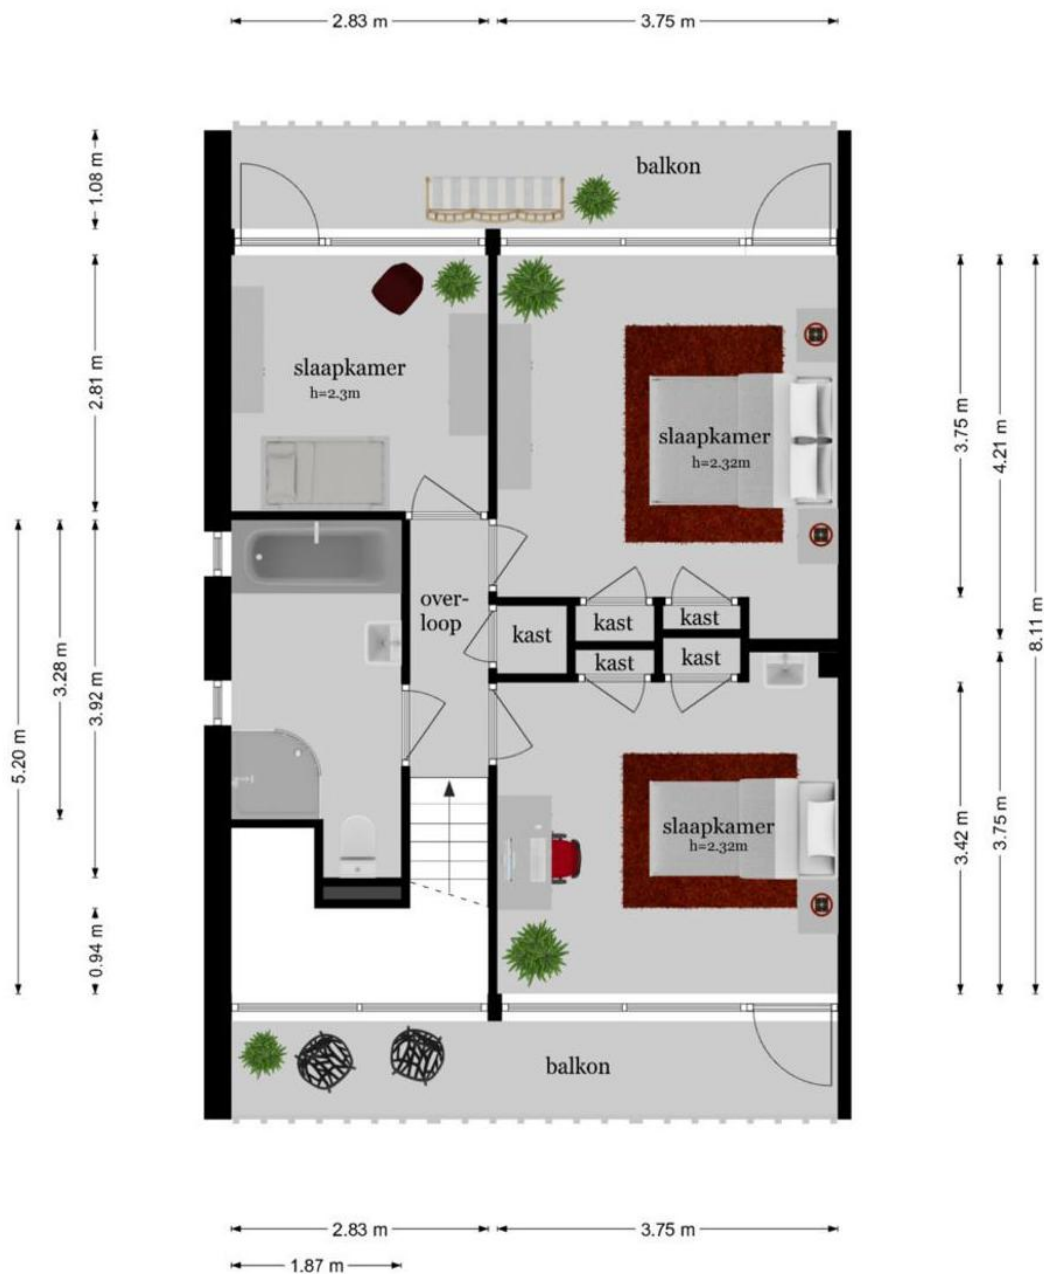 2.83 m
3.75 m
1.08 m
balkon
2.81 m
slaapkamer
h=2.3m
slaapkamer
h=2.32m
3.75 m
4.21 m
8.11 m
over-
loop
kast
kast
kast
kast
kast
5.20 m
3.28 m
3.92 m
slaapkamer
h=2.32m
3.42 m
3.75 m
0.94 m
balkon
2.83 m
3.75 m
1.87 m